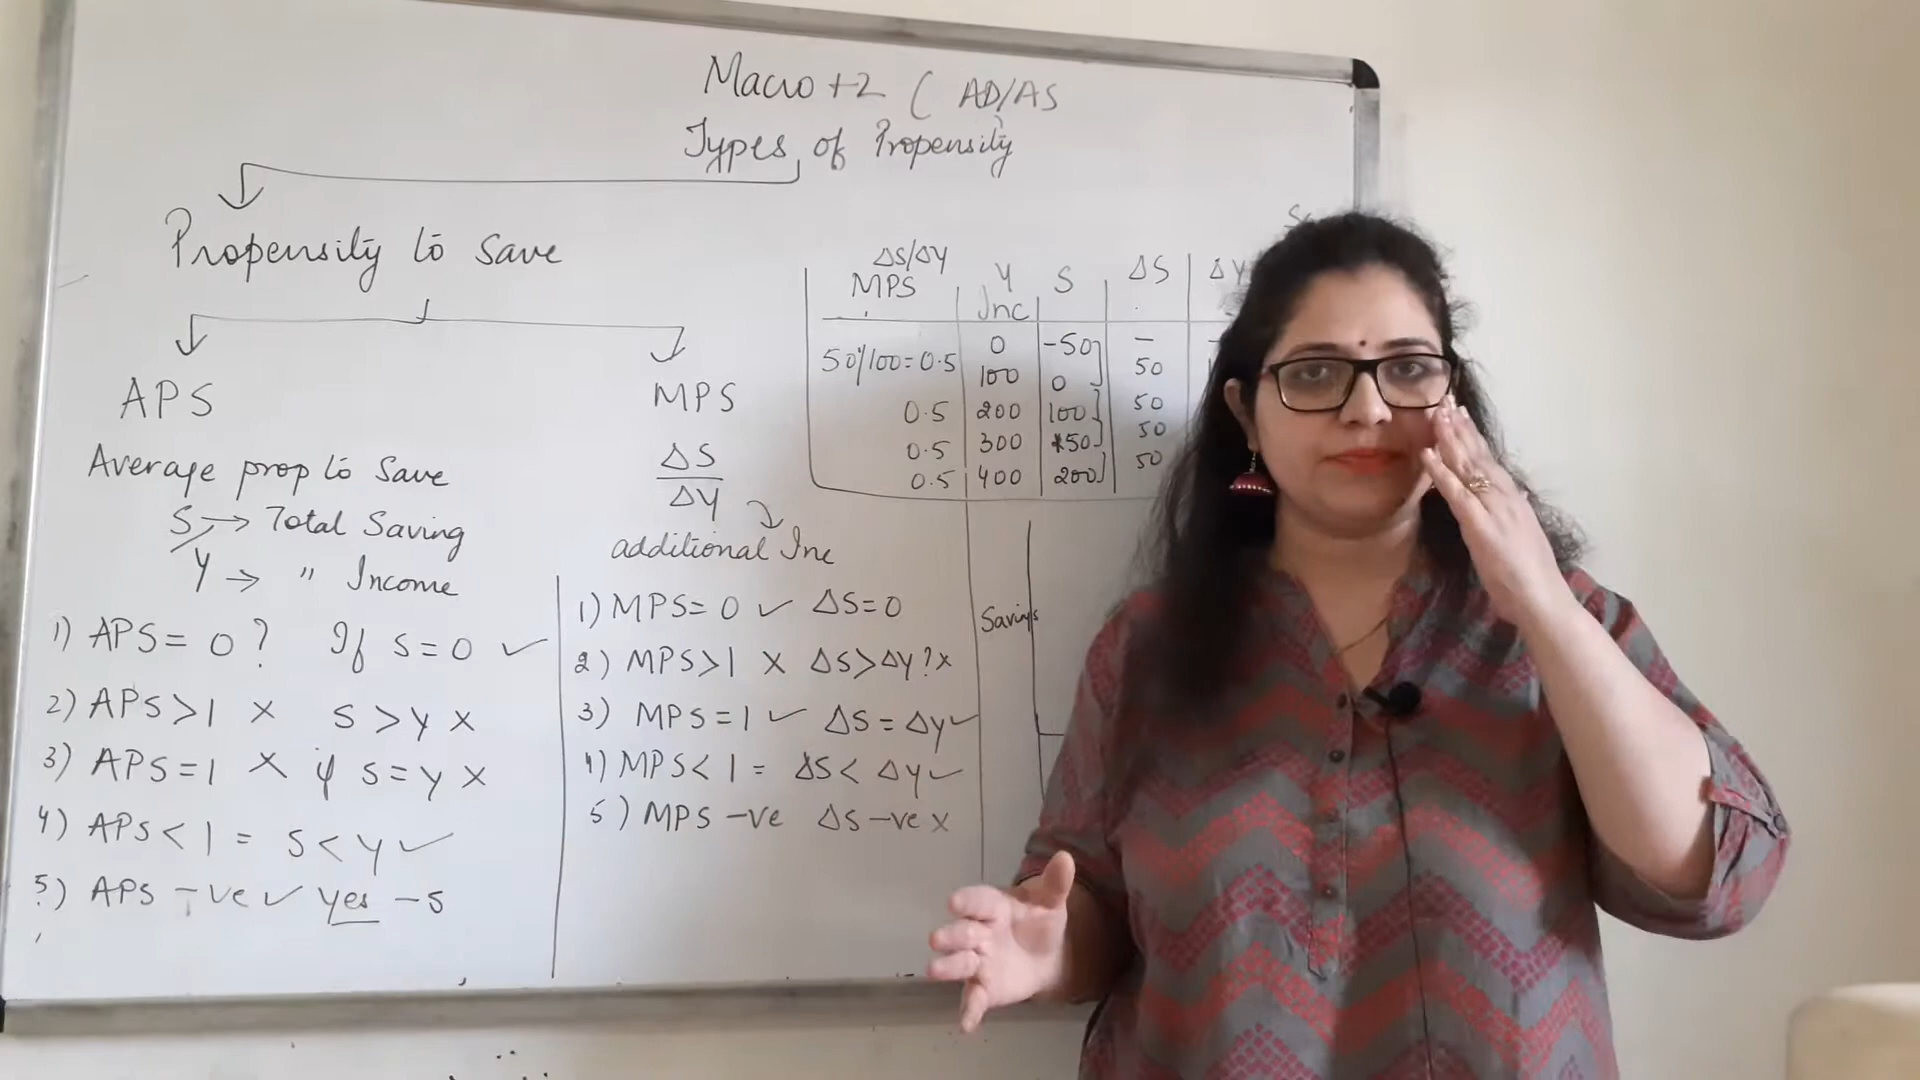 Macro +2 ( AD/AS
Types of Propensity
Propensity to save
APS
Average prop to Save
S → Total Saving
Y → " Income
1) APS = 0 ? If S = 0 ✓
2) APS > 1 × S > Y ×
3) APS = 1 × if S = Y ×
4) APS < 1 = S < Y ✓
5) APS -ve ✓ Yes - S
MPS
ΔS
ΔY
additional Inc
1) MPS = 0 ✓ ΔS = 0
2) MPS > 1 × ΔS > ΔY ? ×
3) MPS = 1 ✓ ΔS = ΔY ✓
4) MPS < 1 = ΔS < ΔY ✓
5) MPS -ve ΔS -ve ×
ΔS/ΔY Y S ΔS ΔY
MPS Inc
0 -50 –
50/100 = 0.5 100 0 50
0.5 200 100 50
0.5 300 150 50
0.5 400 200 50
Savings